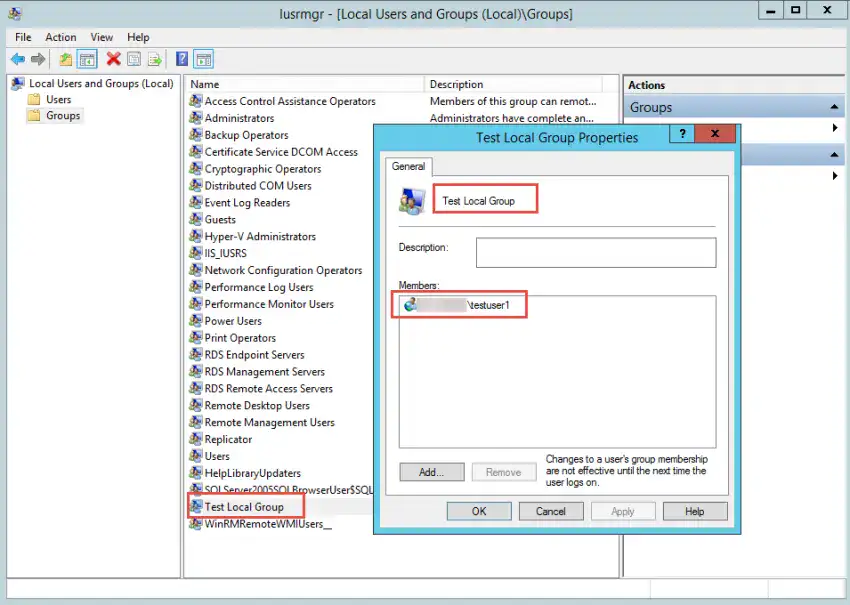 lusrmgr - [Local Users and Groups (Local)\Groups]
File Action View Help
Local Users and Groups (Local)
Users
Groups
Name Description
Access Control Assistance Operators Members of this group can remot...
Administrators Administrators have complete an...
Backup Operators
Certificate Service DCOM Access
Cryptographic Operators
Distributed COM Users
Event Log Readers
Guests
Hyper-V Administrators
IIS_IUSRS
Network Configuration Operators
Performance Log Users
Performance Monitor Users
Power Users
Print Operators
RDS Endpoint Servers
RDS Management Servers
RDS Remote Access Servers
Remote Desktop Users
Remote Management Users
Replicator
Users
HelpLibraryUpdaters
SQLServer2005SQLBrowserUser$SQL
Test Local Group
WinRMRemoteWMIUsers__
Actions
Groups
Test Local Group Properties
? x
General
Test Local Group
Description:
Members:
\testuser1
Add...
Remove
Changes to a user's group membership
are not effective until the next time the
user logs on.
OK Cancel Apply Help